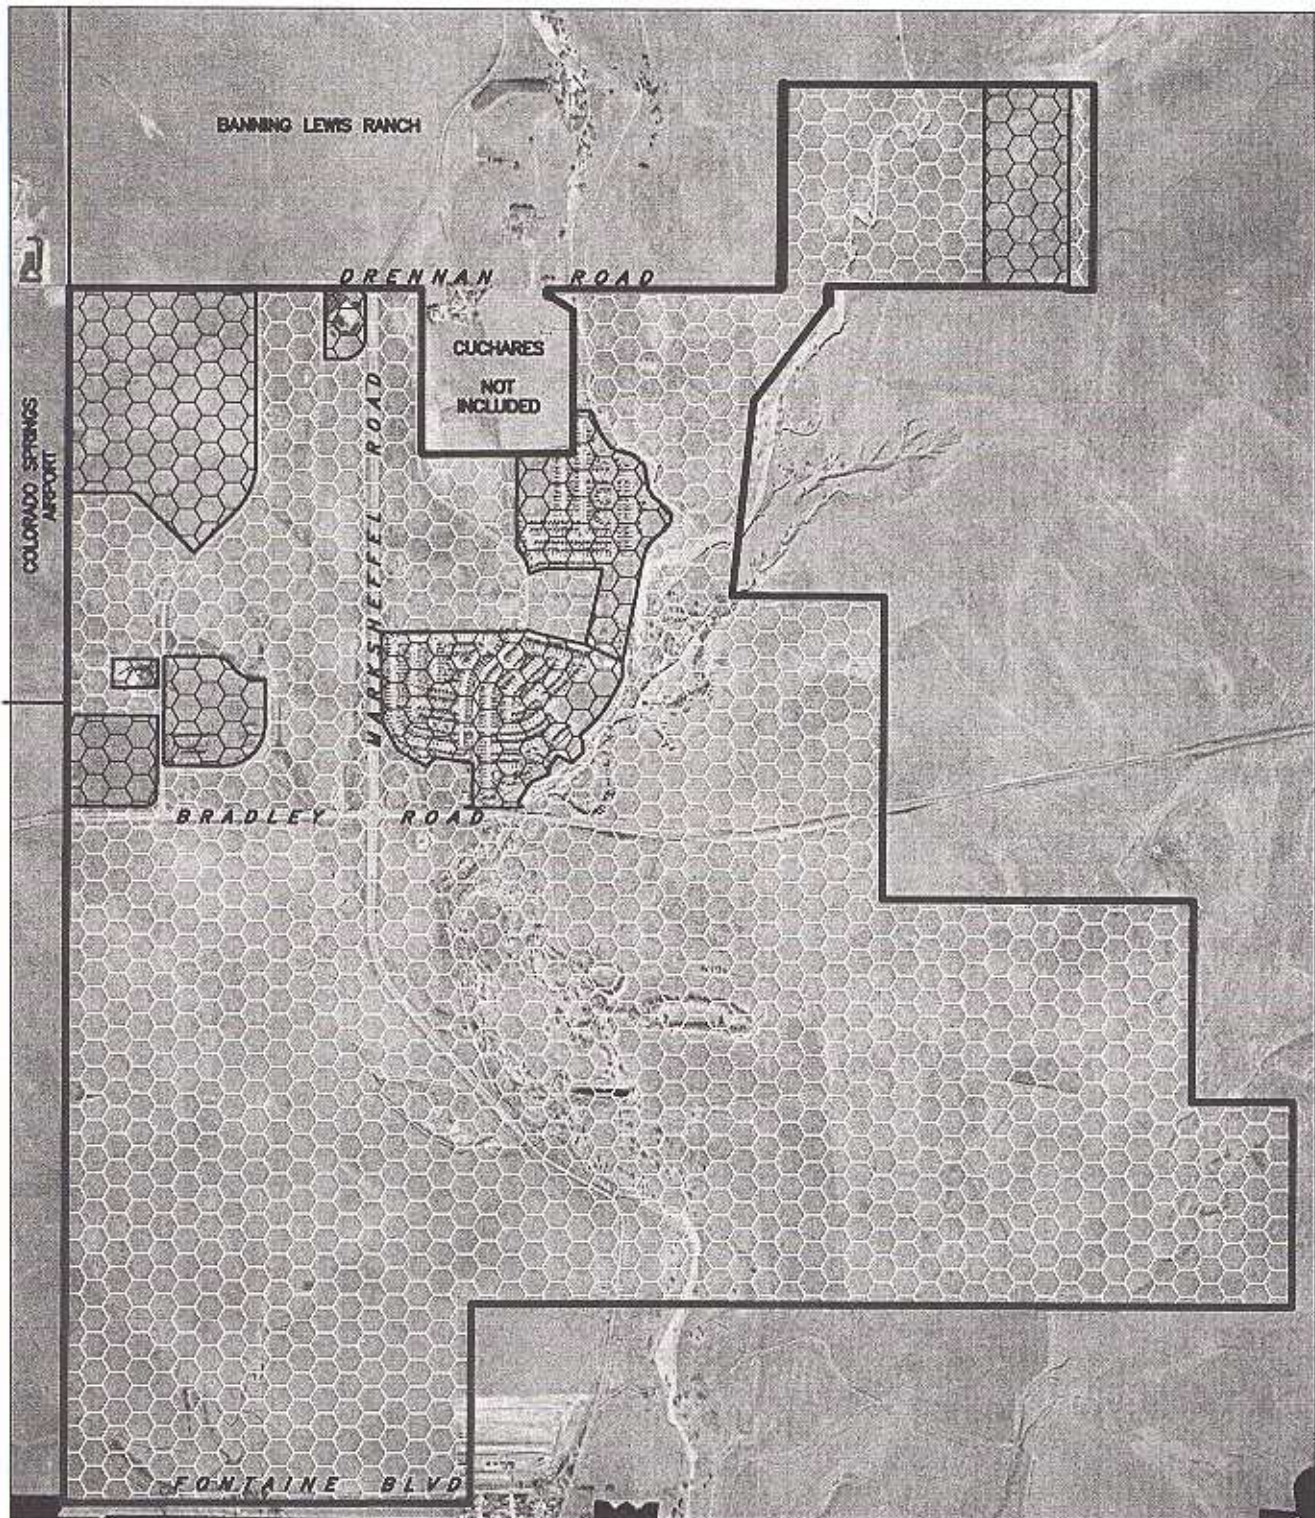 BANNING LEWIS RANCH
DRENNAN ROAD
CUCHARES
NOT
INCLUDED
COLORADO SPRINGS
AIRPORT
MARKSHEFFEL ROAD
BRADLEY ROAD
FONTAINE BLVD